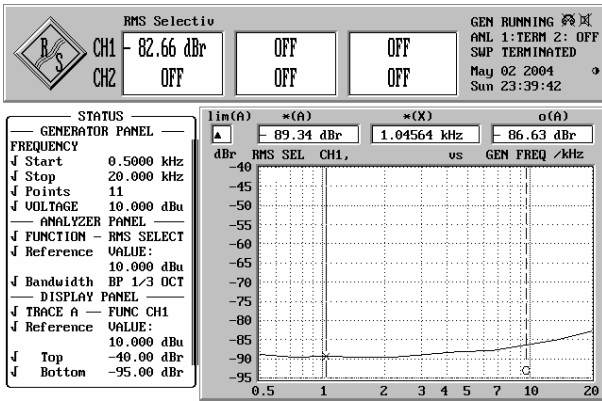 RMS Selectiv
R
S
CH1 - 82.66 dBr OFF OFF
CH2 OFF OFF OFF
GEN RUNNING
ANL 1:TERM 2: OFF
SWP TERMINATED
May 02 2004
Sun 23:39:42
STATUS
GENERATOR PANEL
FREQUENCY
√ Start 0.5000 kHz
√ Stop 20.000 kHz
√ Points 11
√ VOLTAGE 10.000 dBu
ANALYZER PANEL
√ FUNCTION - RMS SELECT
√ Reference VALUE:
10.000 dBu
√ Bandwidth BP 1/3 OCT
DISPLAY PANEL
√ TRACE A — FUNC CH1
√ Reference VALUE:
10.000 dBu
√ Top -40.00 dBr
√ Bottom -95.00 dBr
lim(A) *(A) *(X) o(A)
▲ - 89.34 dBr 1.04564 kHz - 86.63 dBr
dBr RMS SEL CH1, vs GEN FREQ /kHz
-40
-45
-50
-55
-60
-65
-70
-75
-80
-85
-90
-95
0.5 1 2 3 4 5 7 10 20